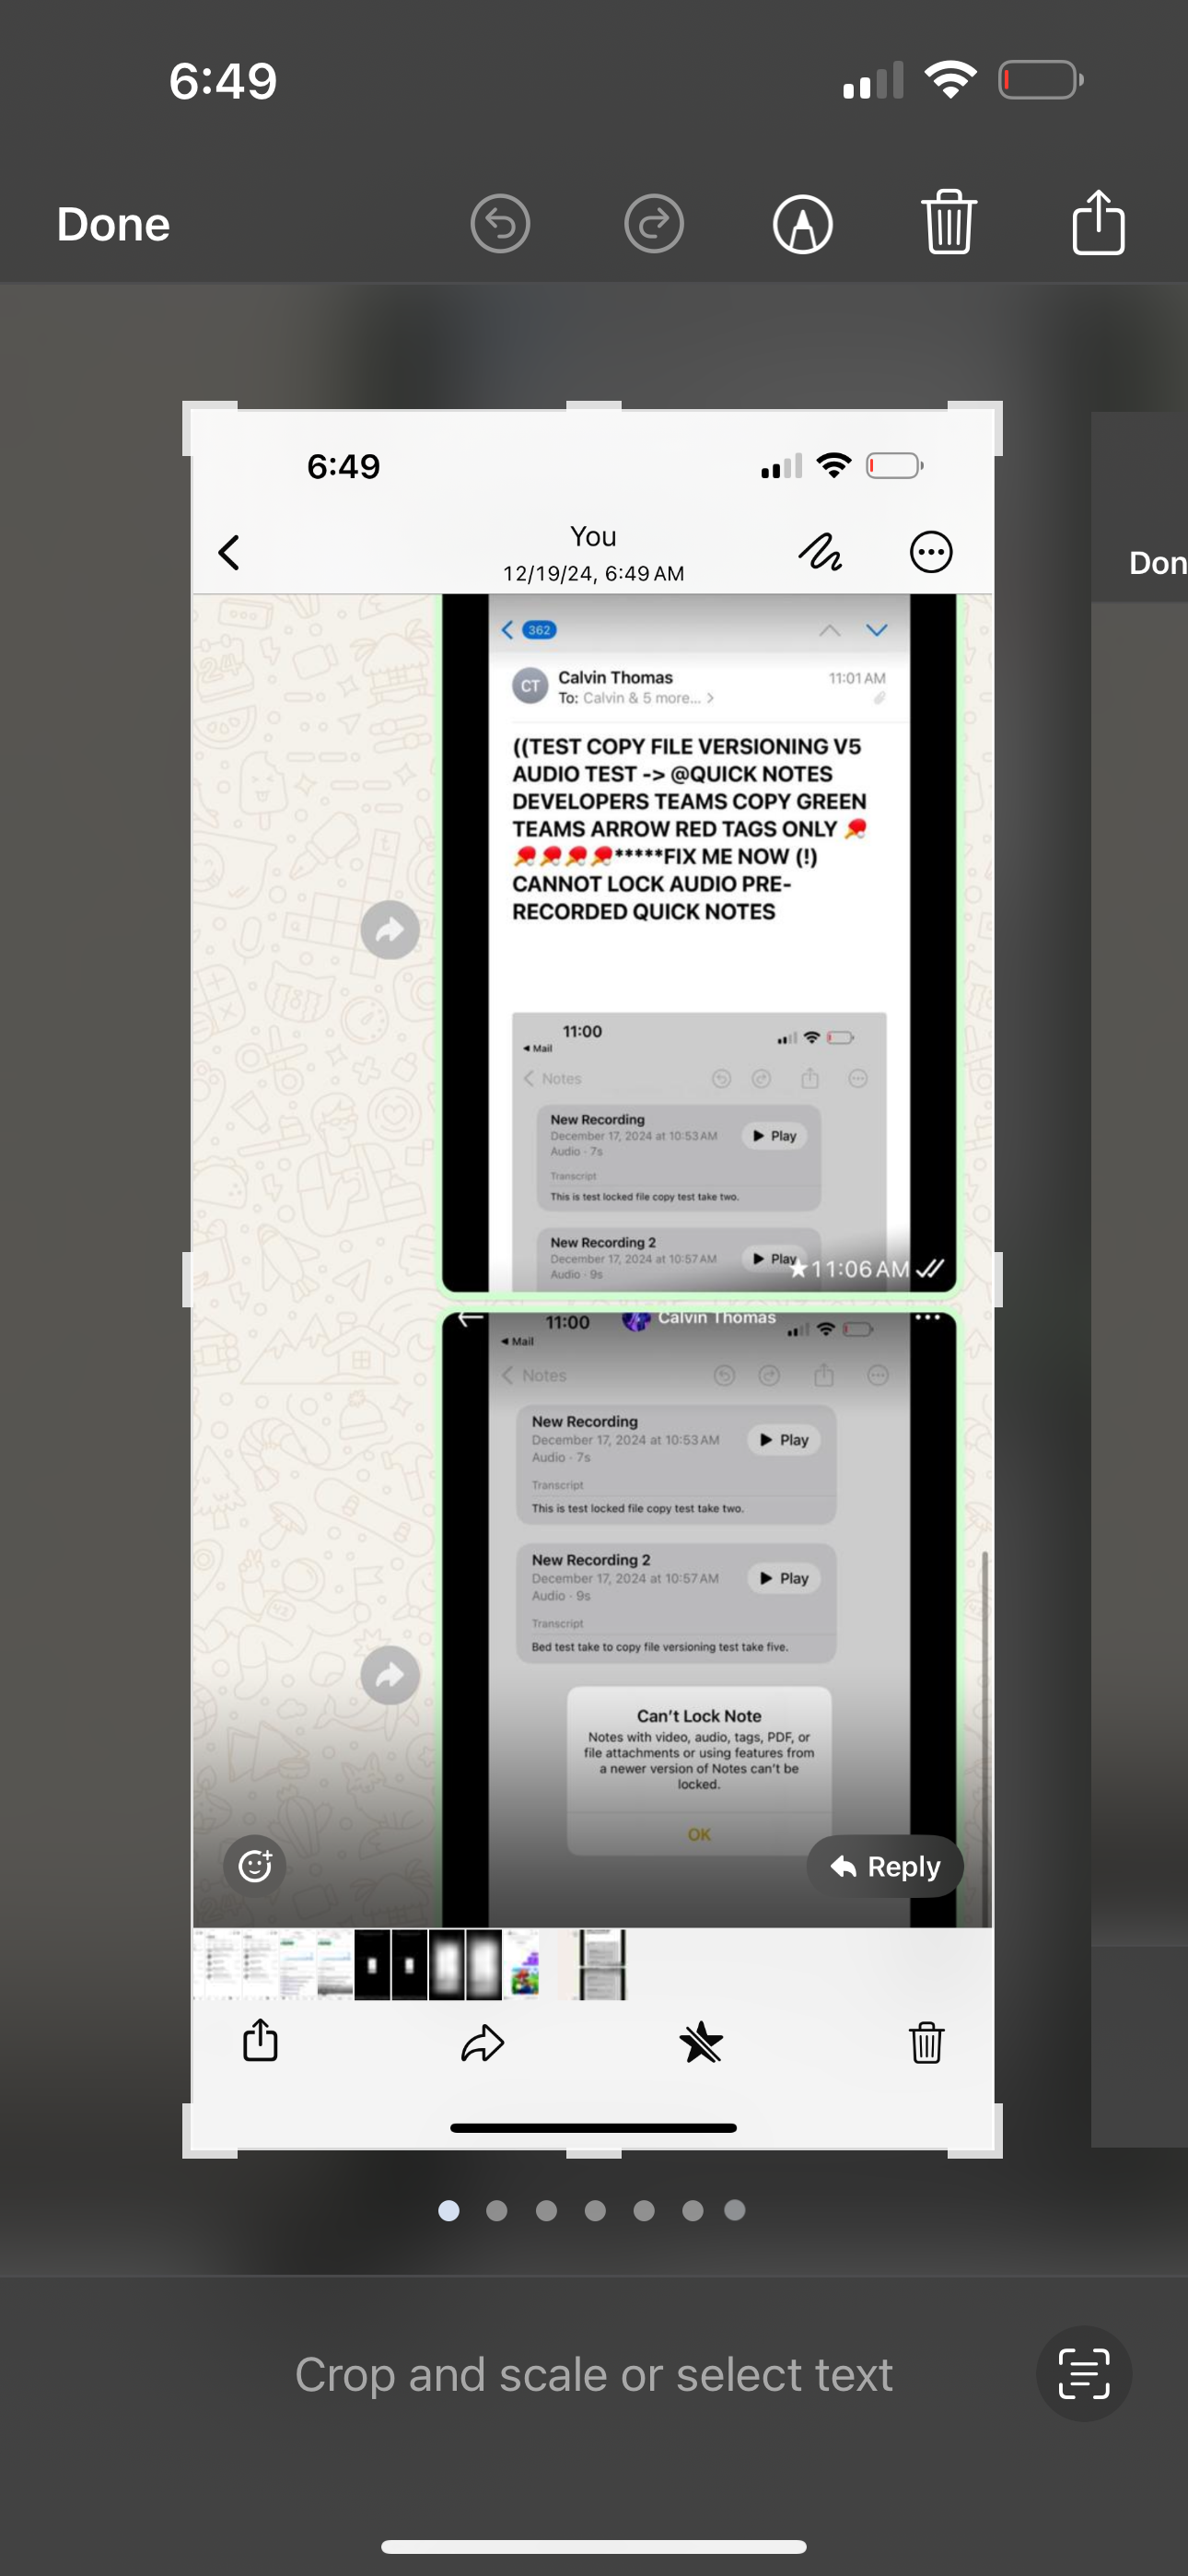 6:49
Done
6:49
You
12/19/24, 6:49 AM
Don
362
CT
Calvin Thomas
11:01 AM
To: Calvin & 5 more...
((TEST COPY FILE VERSIONING V5
AUDIO TEST -> @QUICK NOTES
DEVELOPERS TEAMS COPY GREEN
TEAMS ARROW RED TAGS ONLY 🏓
🏓🏓🏓🏓*****FIX ME NOW (!)
CANNOT LOCK AUDIO PRE-
RECORDED QUICK NOTES
11:00
Mail
Notes
New Recording
December 17, 2024 at 10:53 AM
Play
Audio · 7s
Transcript
This is test locked file copy test take two.
New Recording 2
December 17, 2024 at 10:57 AM
Play
Audio · 9s
11:06 AM
11:00
Calvin Thomas
Mail
Notes
New Recording
December 17, 2024 at 10:53 AM
Play
Audio · 7s
Transcript
This is test locked file copy test take two.
New Recording 2
December 17, 2024 at 10:57 AM
Play
Audio · 9s
Transcript
Bed test take to copy file versioning test take five.
Can't Lock Note
Notes with video, audio, tags, PDF, or
file attachments or using features from
a newer version of Notes can't be
locked.
OK
Reply
Crop and scale or select text